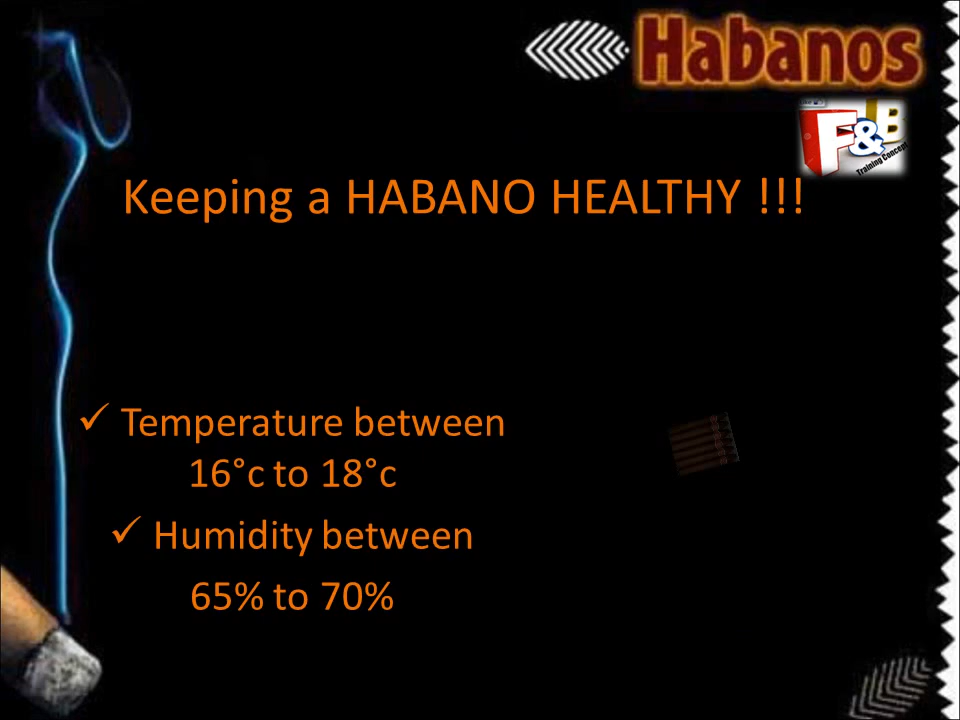 Habanos
F&B
Training Concept
Keeping a HABANO HEALTHY !!!
✓ Temperature between
16°c to 18°c
✓ Humidity between
65% to 70%